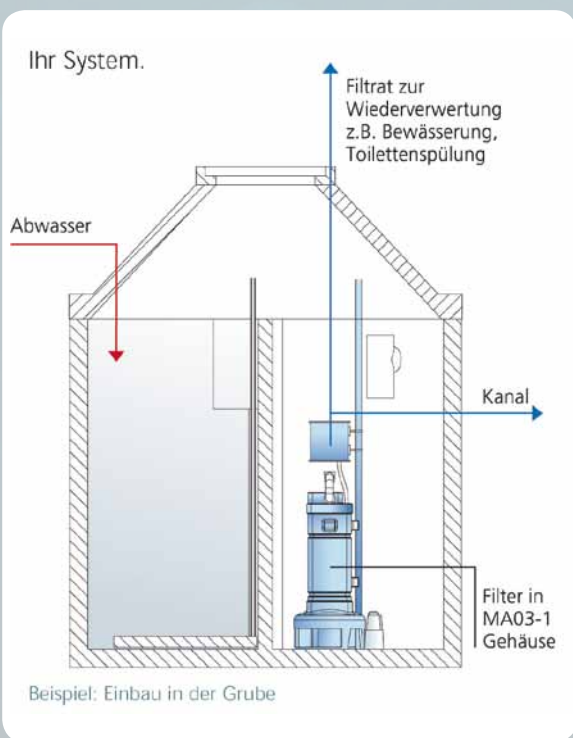 Ihr System.
Filtrat zur
Wiederverwertung
z.B. Bewässerung,
Toilettenspülung
Abwasser
Kanal
Filter in
MA03-1
Gehäuse
Beispiel: Einbau in der Grube